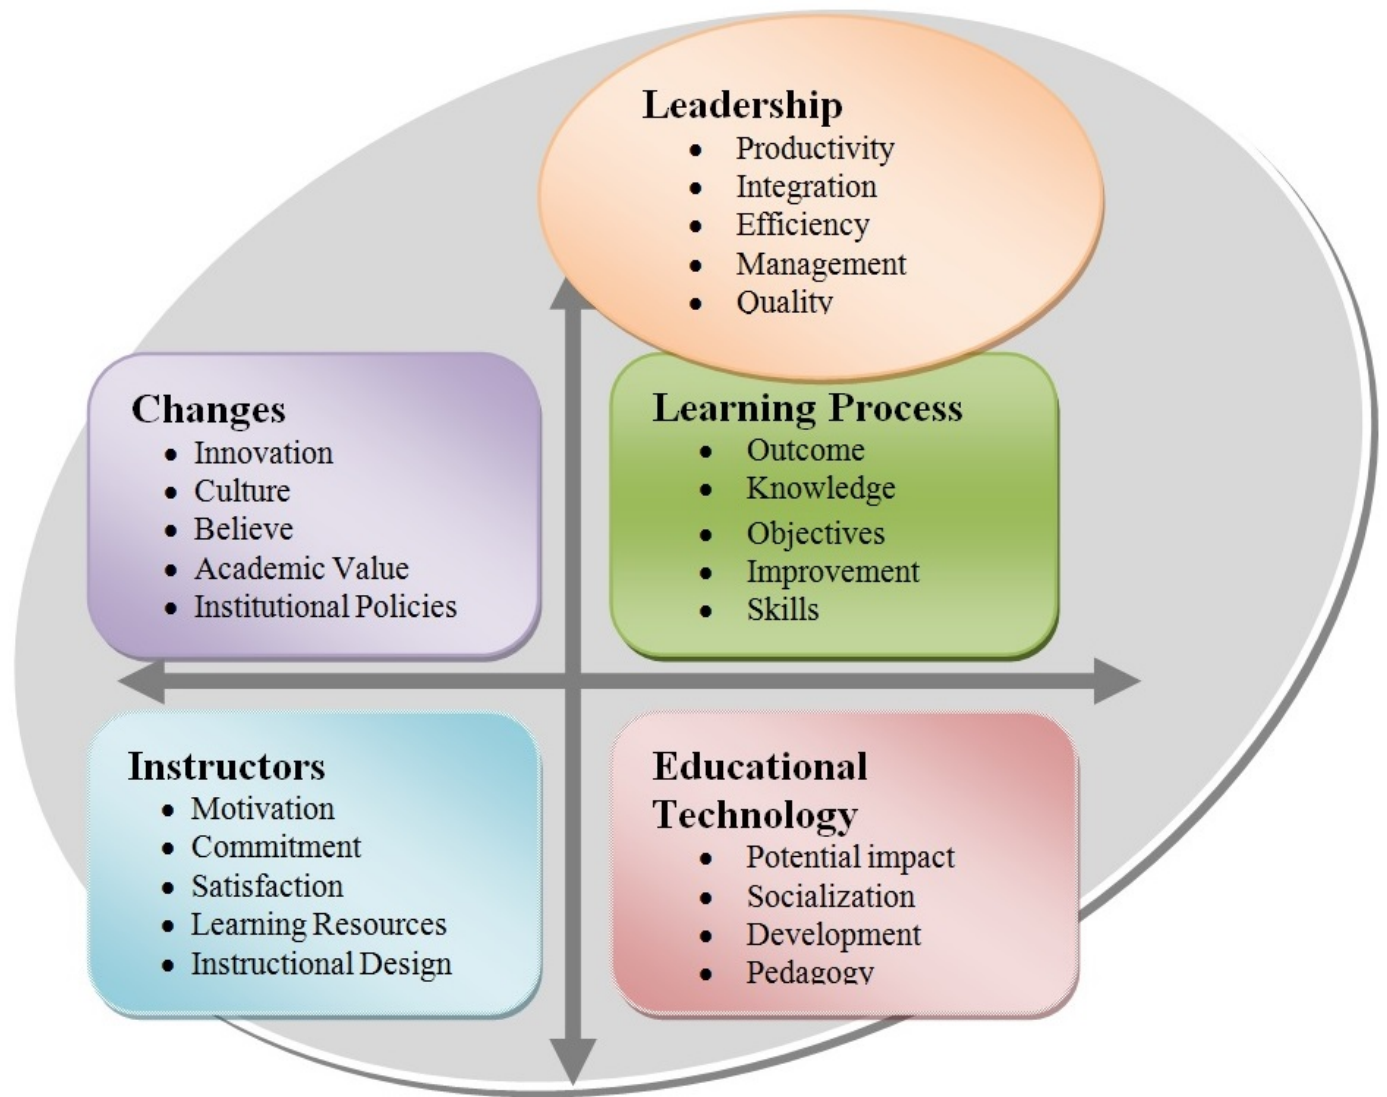 Leadership
• Productivity
• Integration
• Efficiency
• Management
• Quality
Changes
• Innovation
• Culture
• Believe
• Academic Value
• Institutional Policies
Learning Process
• Outcome
• Knowledge
• Objectives
• Improvement
• Skills
Instructors
• Motivation
• Commitment
• Satisfaction
• Learning Resources
• Instructional Design
Educational
Technology
• Potential impact
• Socialization
• Development
• Pedagogy